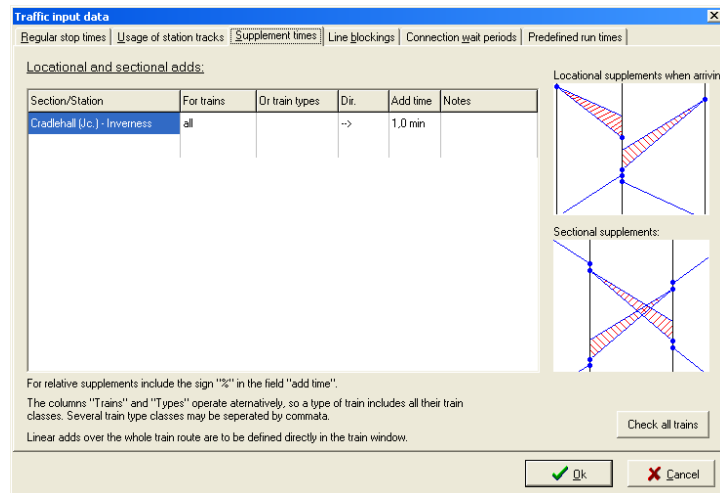 Traffic input data
Regular stop times | Usage of station tracks | Supplement times | Line blockings | Connection wait periods | Predefined run times
Locational and sectional adds:
Locational supplements when arrivin
Section/Station For trains Or train types Dir. Add time Notes
Cradlehall (Jc.) - Inverness all --> 1,0 min
Sectional supplements:
For relative supplements include the sign "%" in the field "add time".
The columns "Trains" and "Types" operate aternatively, so a type of train includes all their train
classes. Several train type classes may be seperated by commata.
Check all trains
Linear adds over the whole train route are to be defined directly in the train window.
Ok Cancel